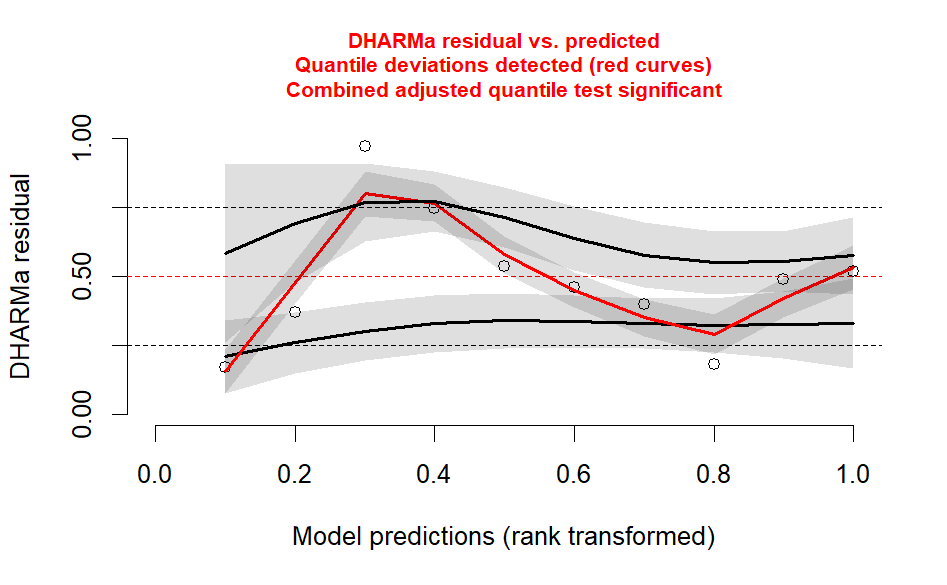 DHARMa residual vs. predicted
Quantile deviations detected (red curves)
Combined adjusted quantile test significant
DHARMa residual
1.00
0.50
0.00
0.0 0.2 0.4 0.6 0.8 1.0
Model predictions (rank transformed)